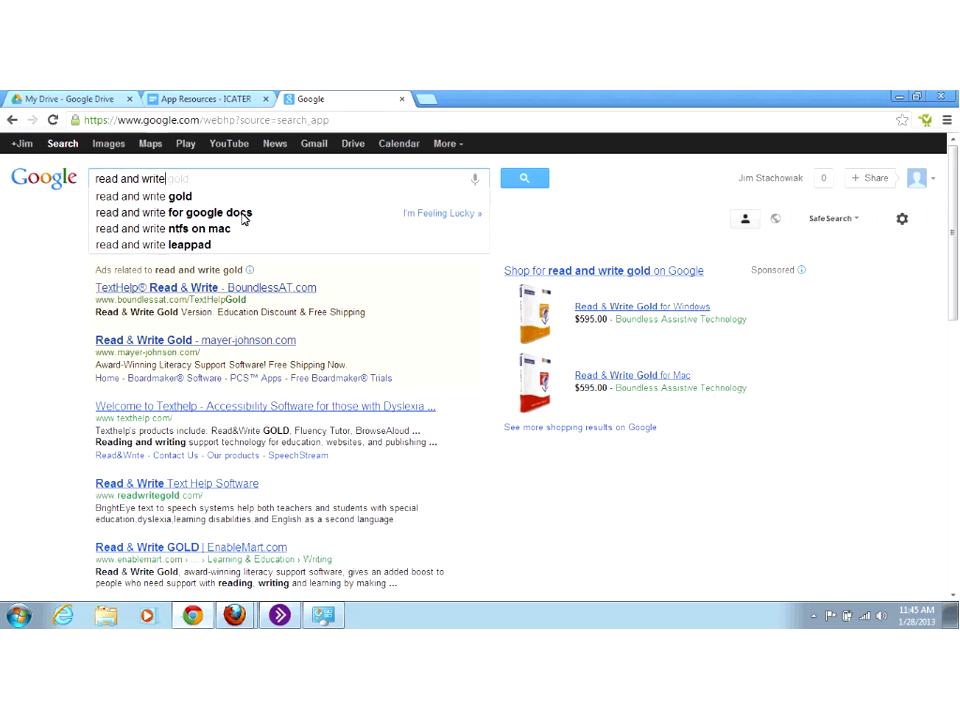 My Drive - Google Drive
App Resources - ICATER
Google
https://www.google.com/webhp?source=search_app
+Jim Search Images Maps Play YouTube News Gmail Drive Calendar More
Google
read and write gold
Jim Stachowiak 0 + Share
read and write gold
read and write for google docs I'm Feeling Lucky »
read and write ntfs on mac
read and write leappad
SafeSearch
Ads related to read and write gold
TextHelp® Read & Write - BoundlessAT.com
www.boundlessat.com/TextHelpGold
Read & Write Gold Version. Education Discount & Free Shipping
Read & Write Gold - mayer-johnson.com
www.mayer-johnson.com/
Award-Winning Literacy Support Software! Free Shipping Now.
Home - Boardmaker® Software - PCS™ Apps - Free Boardmaker® Trials
Welcome to Texthelp - Accessibility Software for those with Dyslexia ...
www.texthelp.com/
Texthelp's products include: Read&Write GOLD, Fluency Tutor, BrowseAloud ...
Reading and writing support technology for education, websites, and publishing ...
Read&Write - Contact Us - Our products - SpeechStream
Read & Write Text Help Software
www.readwritegold.com/
BrightEye text to speech systems help both teachers and students with special
education,dyslexia,learning disabilities,and English as a second language
Read & Write GOLD | EnableMart.com
www.enablemart.com › ... › Learning & Education › Writing
Read & Write Gold, award-winning literacy support software, gives an added boost to
people who need support with reading, writing and learning by making ...
Shop for read and write gold on Google Sponsored
Read & Write Gold for Windows
$595.00 - Boundless Assistive Technology
Read & Write Gold for Mac
$595.00 - Boundless Assistive Technology
See more shopping results on Google
11:45 AM
1/28/2013